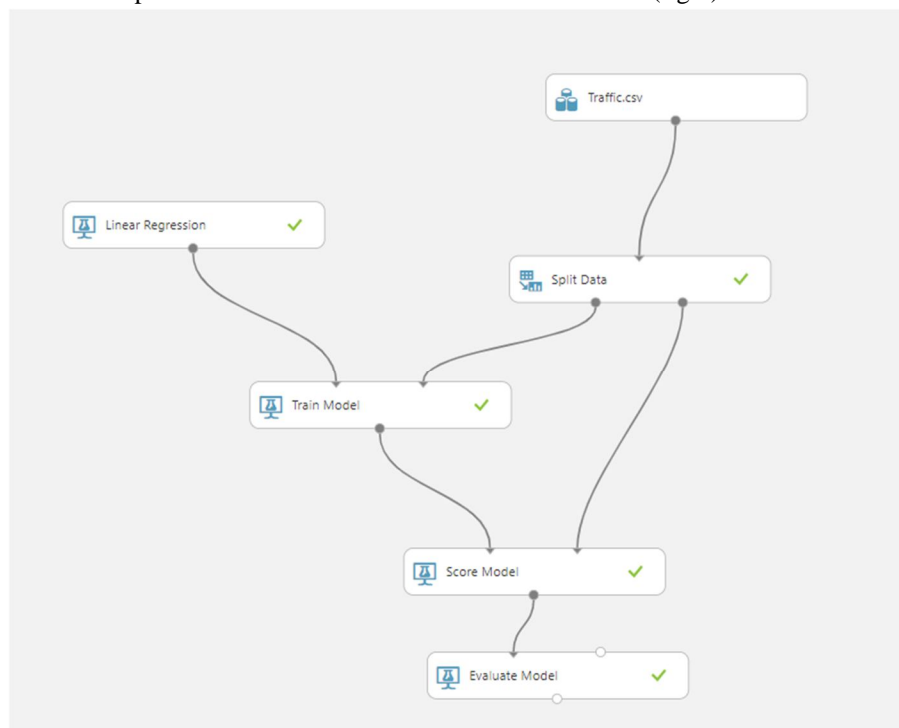 Traffic.csv
Linear Regression
Split Data
Train Model
Score Model
Evaluate Model